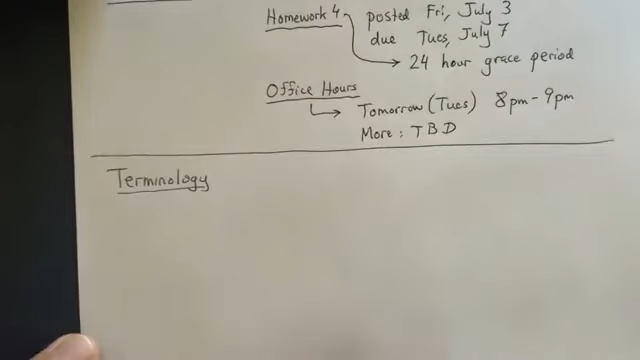 Homework 4 posted Fri, July 3
due Tues, July 7
24 hour grace period
Office Hours
Tomorrow (Tues) 8pm - 9pm
More : TBD
Terminology